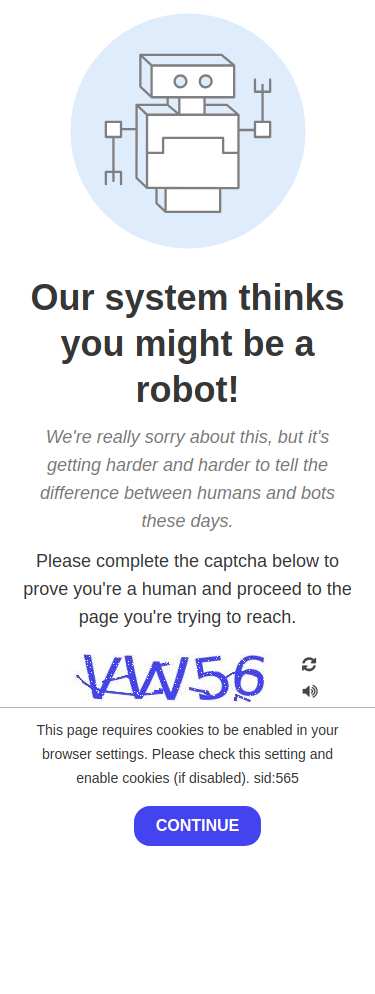 Our system thinks
you might be a
robot!
We're really sorry about this, but it's
getting harder and harder to tell the
difference between humans and bots
these days.
Please complete the captcha below to
prove you're a human and proceed to the
page you're trying to reach.
VW56
This page requires cookies to be enabled in your
browser settings. Please check this setting and
enable cookies (if disabled). sid:565
CONTINUE